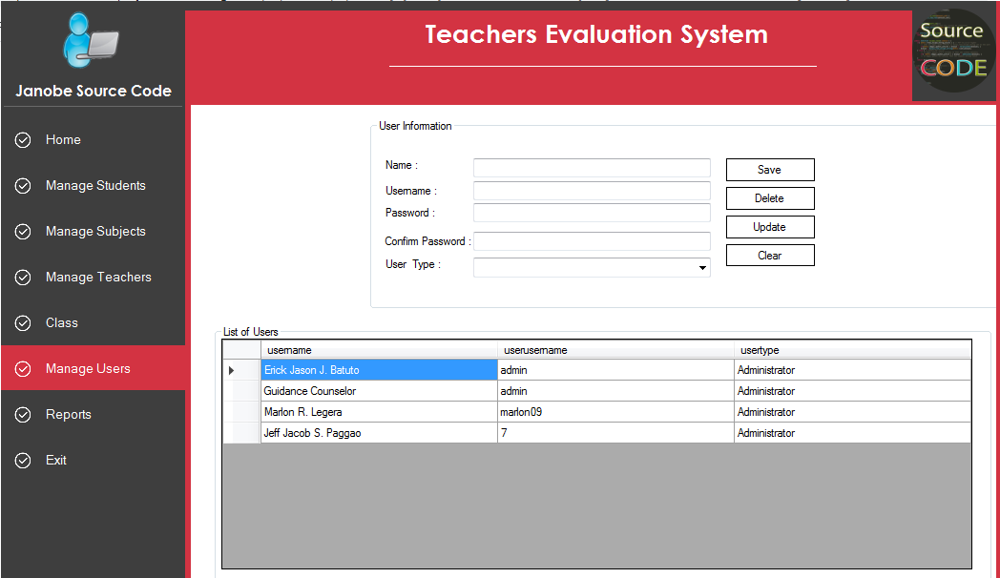 Teachers Evaluation System
Source
CODE
Janobe Source Code
Home
Manage Students
Manage Subjects
Manage Teachers
Class
Manage Users
Reports
Exit
User Information
Name :
Username :
Password :
Confirm Password :
User Type :
Save
Delete
Update
Clear
List of Users
username userusername usertype
Erick Jason J. Batuto admin Administrator
Guidance Counselor admin Administrator
Marlon R. Legera marlon09 Administrator
Jeff Jacob S. Paggao 7 Administrator